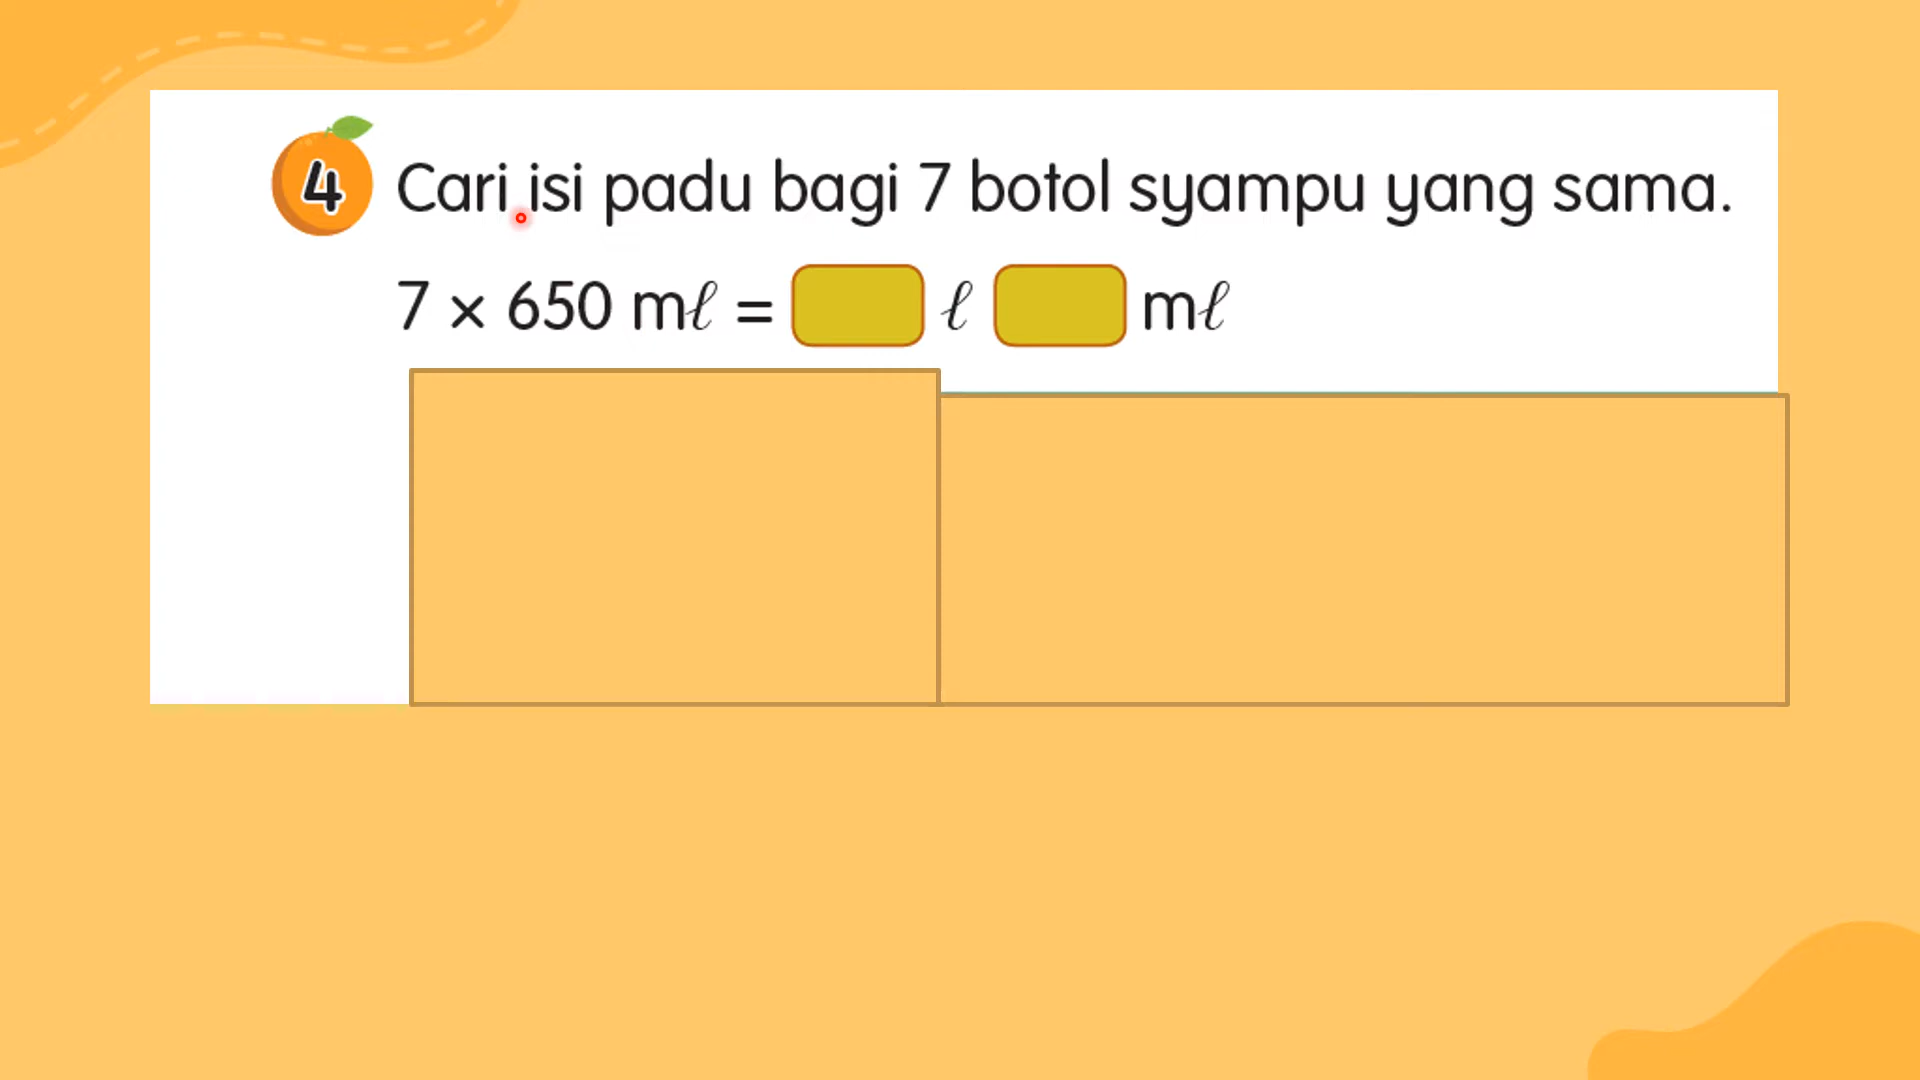 4 Cari isi padu bagi 7 botol syampu yang sama.
7 × 650 mℓ = ℓ mℓ